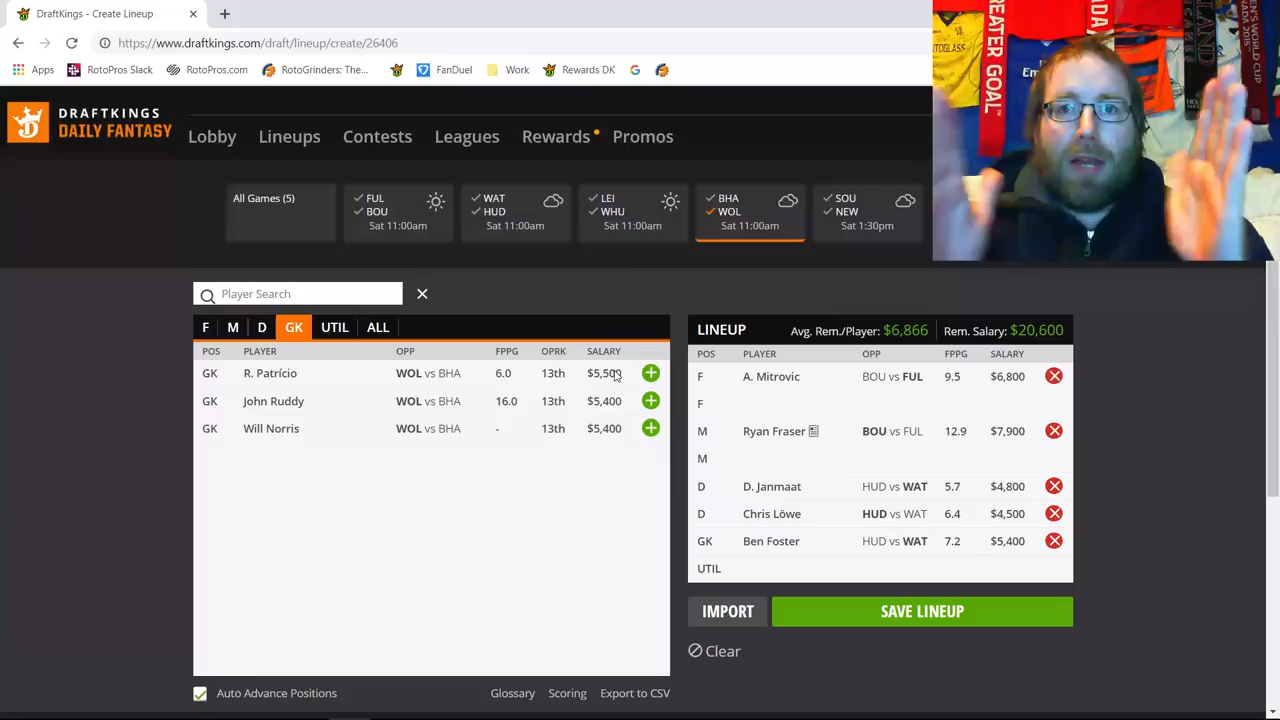 DraftKings - Create Lineup
https://www.draftkings.com/draft/lineup/create/26406
Apps RotoPros Slack RotoPros.com RotoGrinders: The... FanDuel Work Rewards DK
DRAFTKINGS
DAILY FANTASY
Lobby Lineups Contests Leagues Rewards Promos
All Games (5)
FUL
BOU
Sat 11:00am
WAT
HUD
Sat 11:00am
LEI
WHU
Sat 11:00am
BHA
WOL
Sat 11:00am
SOU
NEW
Sat 1:30pm
REATER GOAL
Player Search
F M D GK UTIL ALL
POS PLAYER OPP FPPG OPRK SALARY
GK R. Patrício WOL vs BHA 6.0 13th $5,500
GK John Ruddy WOL vs BHA 16.0 13th $5,400
GK Will Norris WOL vs BHA - 13th $5,400
Auto Advance Positions
Glossary Scoring Export to CSV
LINEUP Avg. Rem./Player: $6,866 Rem. Salary: $20,600
POS PLAYER OPP FPPG SALARY
F A. Mitrovic BOU vs FUL 9.5 $6,800
F
M Ryan Fraser BOU vs FUL 12.9 $7,900
M
D D. Janmaat HUD vs WAT 5.7 $4,800
D Chris Löwe HUD vs WAT 6.4 $4,500
GK Ben Foster HUD vs WAT 7.2 $5,400
UTIL
IMPORT SAVE LINEUP
Clear